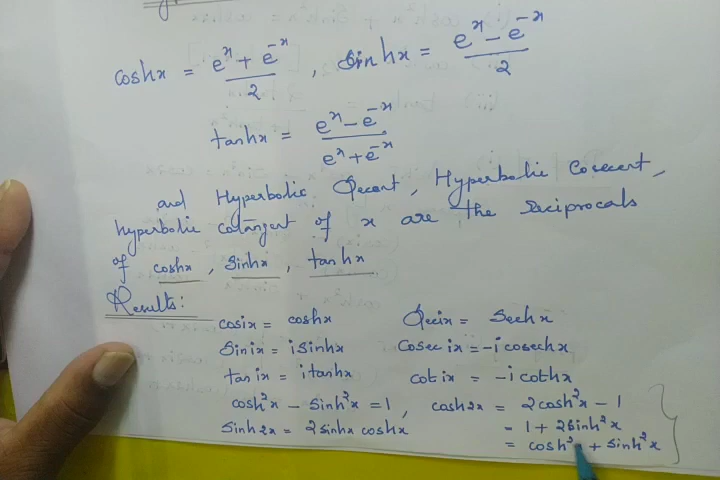 coshx = e^x + e^-x / 2 , sinhx = e^x - e^-x / 2
tanhx = e^x - e^-x / e^x + e^-x
and Hyperbolic Secant, Hyperbolic Cosecant,
hyperbolic cotangent of x are the reciprocals
of coshx , sinhx , tanhx
Results:
cosix = coshx Secix = Sechx
Sinix = iSinhx Cosec ix = -i cosechx
tan ix = i tanhx cot ix = -i cothx
cosh²x - Sinh²x = 1 , cosh2x = 2cosh²x - 1
Sinh2x = 2sinhx coshx = 1 + 2Sinh²x
= cosh² + Sinh²x